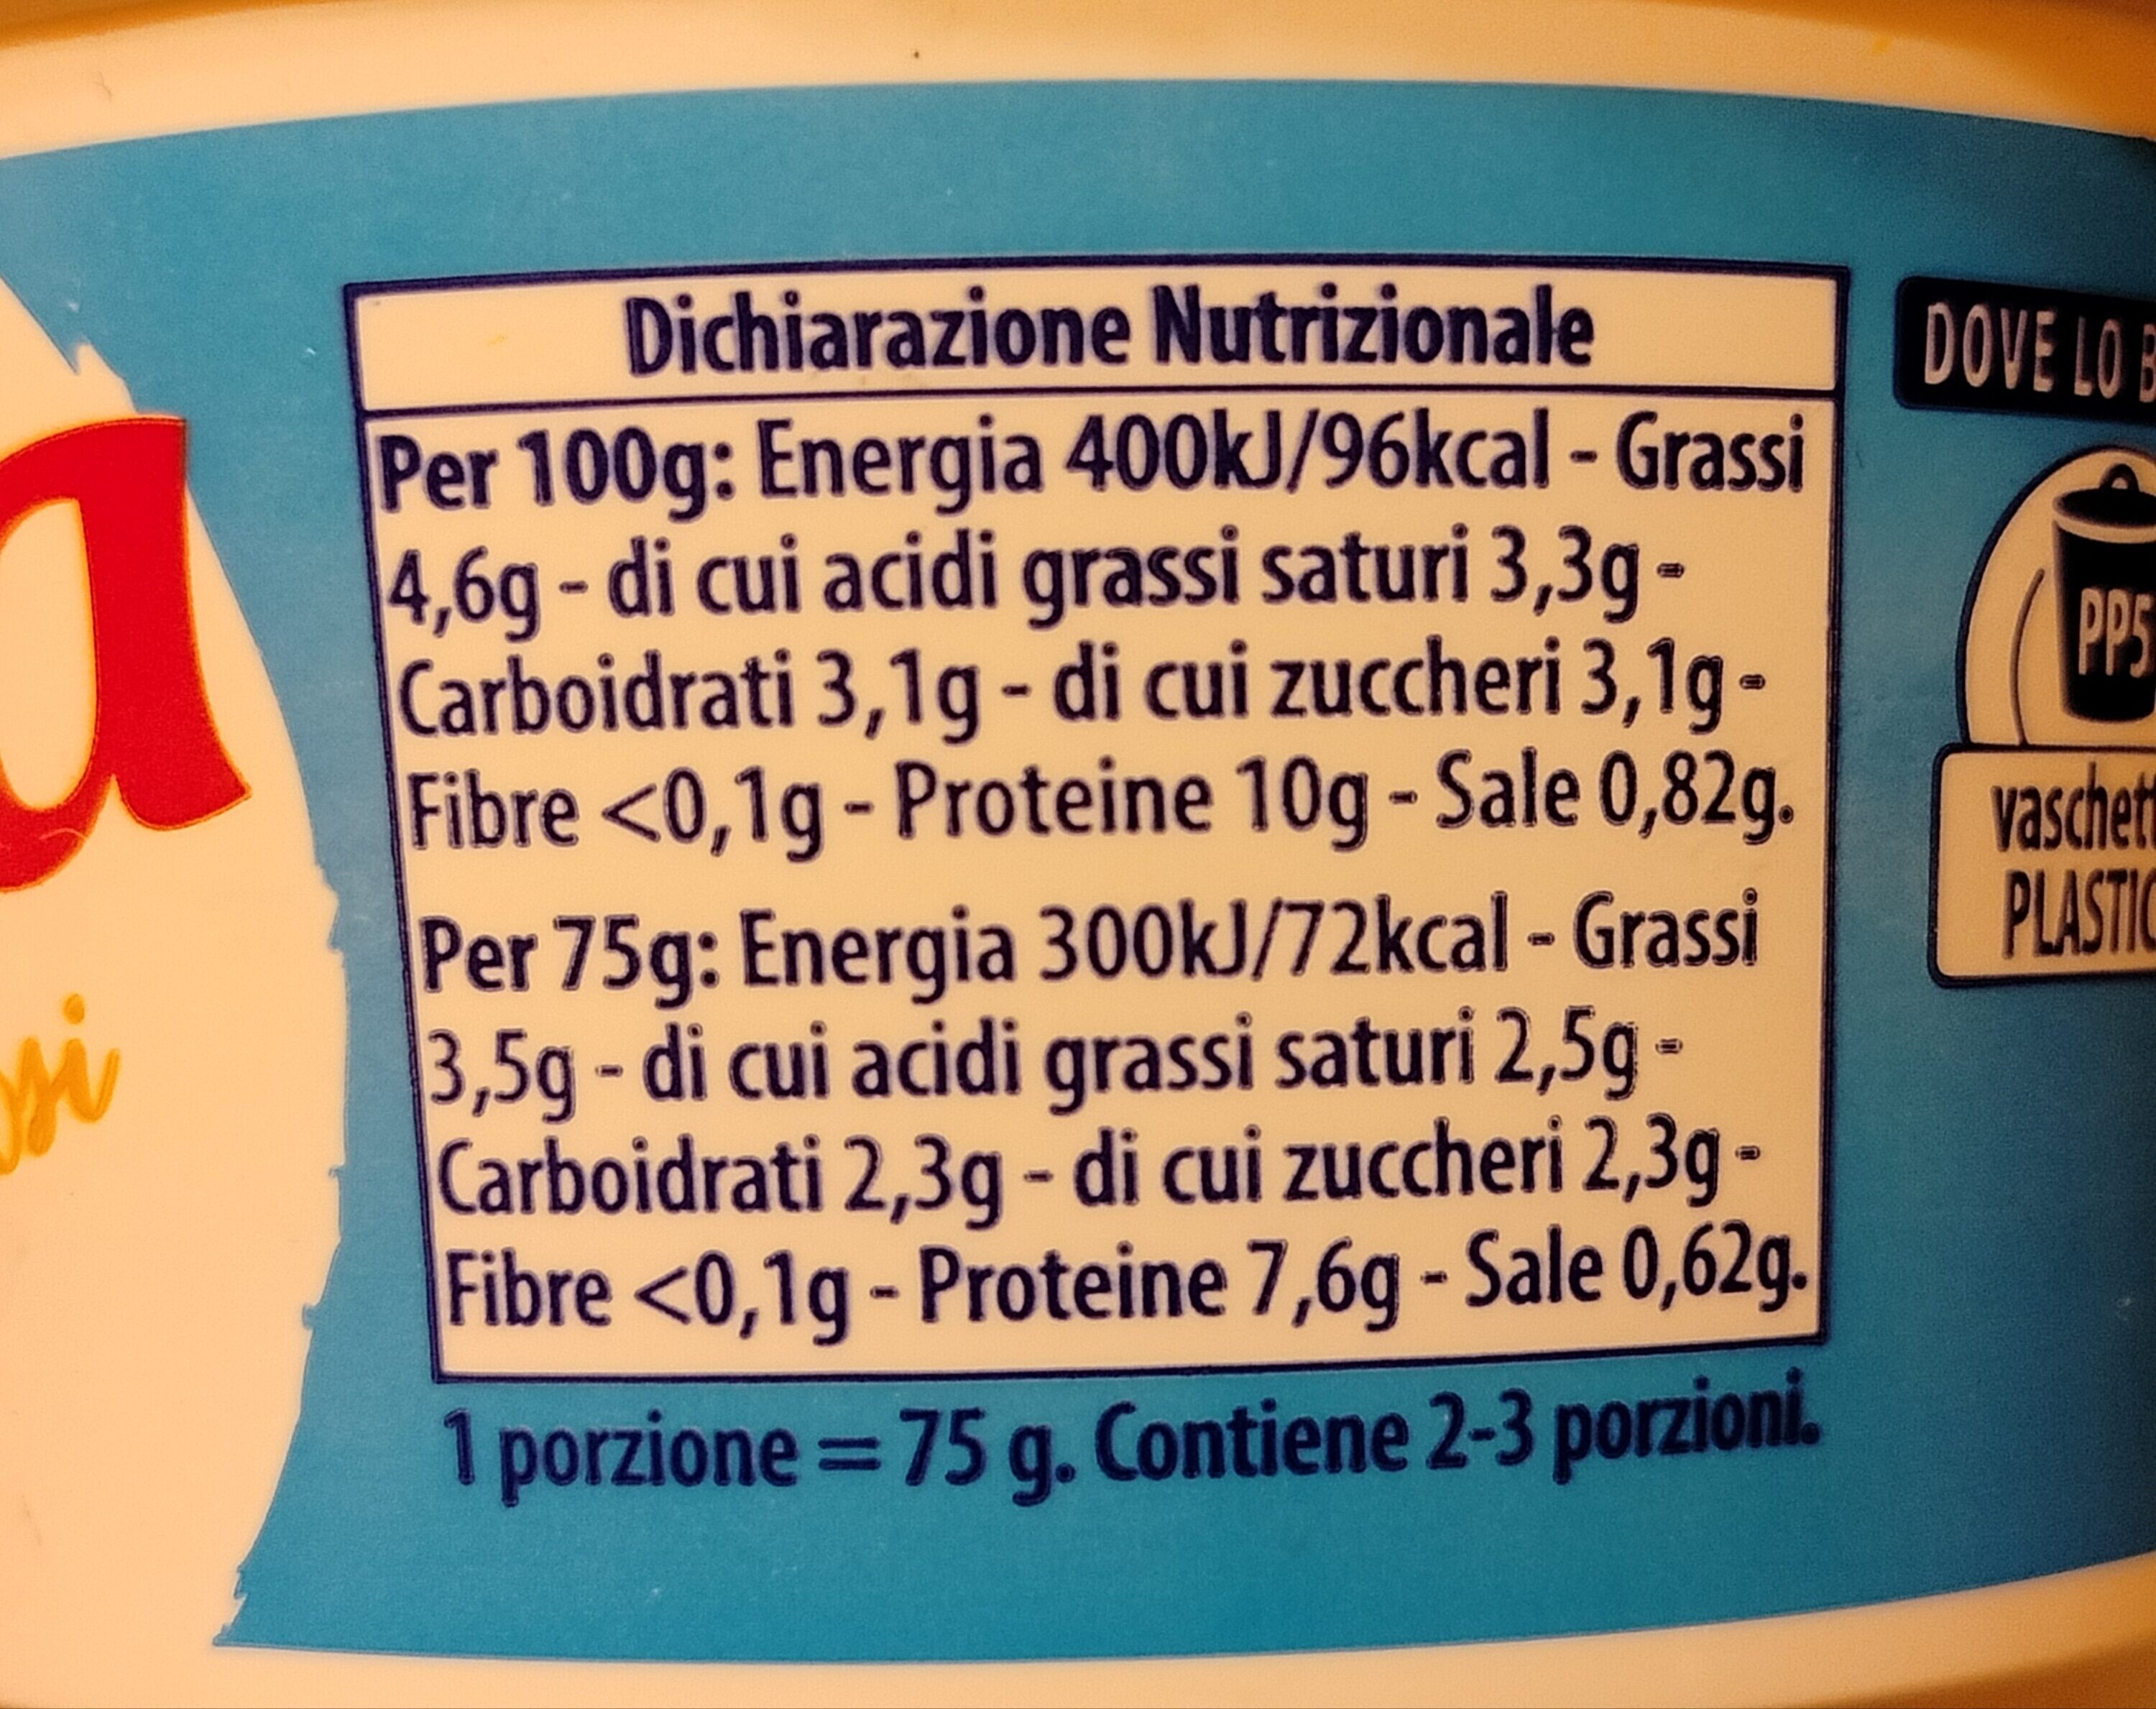 Dichiarazione Nutrizionale
Per 100g: Energia 400kJ/96kcal - Grassi
4,6g - di cui acidi grassi saturi 3,3g -
Carboidrati 3,1g - di cui zuccheri 3,1g -
Fibre <0,1g - Proteine 10g - Sale 0,82g.
Per 75g: Energia 300kJ/72kcal - Grassi
3,5g - di cui acidi grassi saturi 2,5g -
Carboidrati 2,3g - di cui zuccheri 2,3g -
Fibre <0,1g - Proteine 7,6g - Sale 0,62g.
1 porzione = 75 g. Contiene 2-3 porzioni.
DOVE LO
PP5